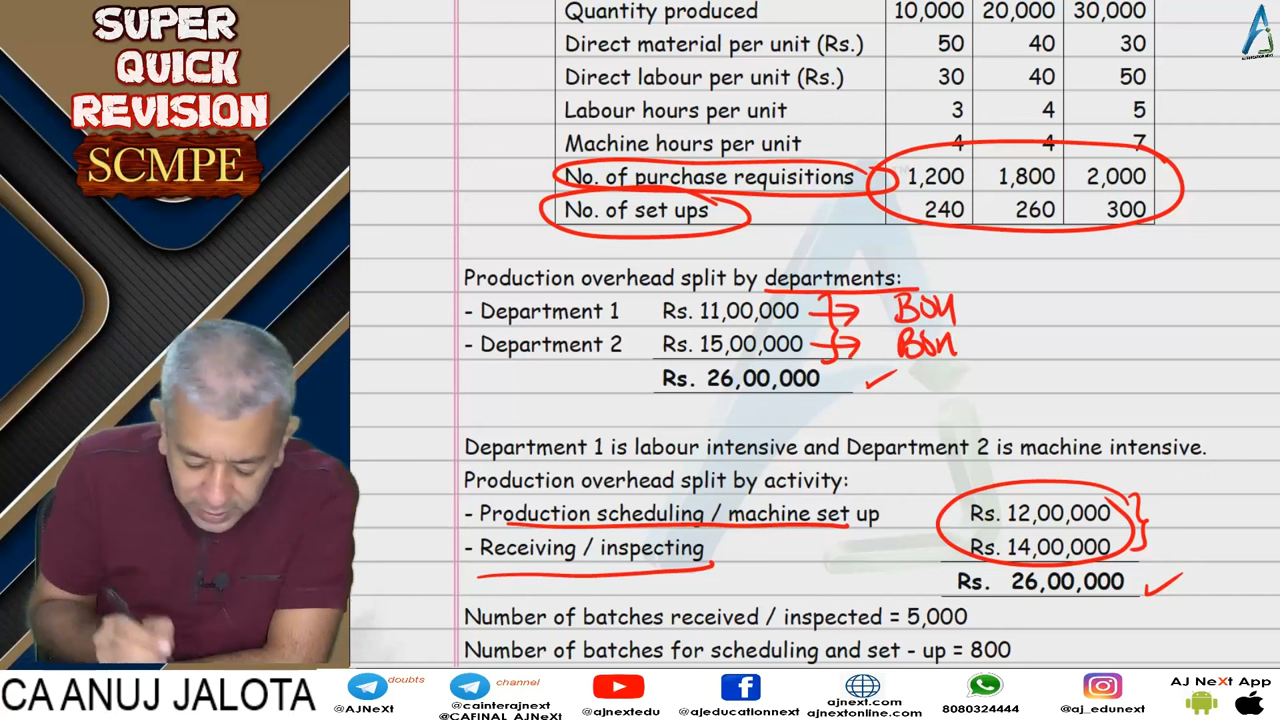 SUPER
QUICK
REVISION
SCMPE
Quantity produced 10,000 20,000 30,000
Direct material per unit (Rs.) 50 40 30
Direct labour per unit (Rs.) 30 40 50
Labour hours per unit 3 4 5
Machine hours per unit 4 4 7
No. of purchase requisitions 1,200 1,800 2,000
No. of set ups 240 260 300
Production overhead split by departments:
- Department 1 Rs. 11,00,000 BOH
- Department 2 Rs. 15,00,000 BOH
Rs. 26,00,000
Department 1 is labour intensive and Department 2 is machine intensive.
Production overhead split by activity:
- Production scheduling / machine set up Rs. 12,00,000
- Receiving / inspecting Rs. 14,00,000
Rs. 26,00,000
Number of batches received / inspected = 5,000
Number of batches for scheduling and set - up = 800
CA ANUJ JALOTA
doubts
@AJNeXt
channel
@cainterajnext
@CAFINAL_AJNeXt
@ajnextedu
@ajeducationnext
ajnext.com
ajnextonline.com
8080324444
@aj_edunext
AJ NeXt App